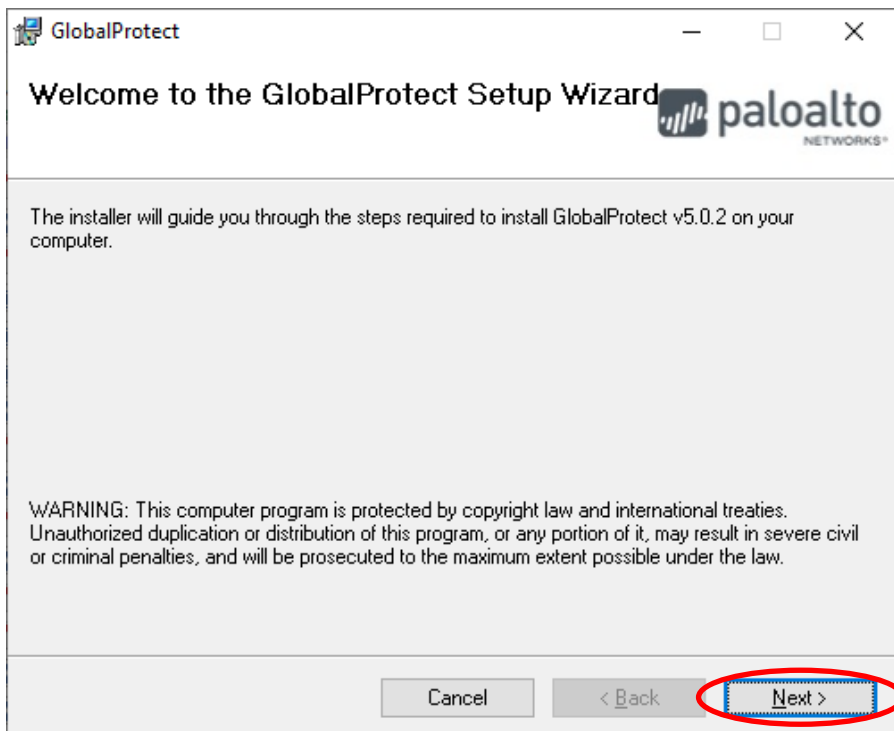 GlobalProtect
Welcome to the GlobalProtect Setup Wizard
paloalto
NETWORKS®
The installer will guide you through the steps required to install GlobalProtect v5.0.2 on your
computer.
WARNING: This computer program is protected by copyright law and international treaties.
Unauthorized duplication or distribution of this program, or any portion of it, may result in severe civil
or criminal penalties, and will be prosecuted to the maximum extent possible under the law.
Cancel < Back Next >